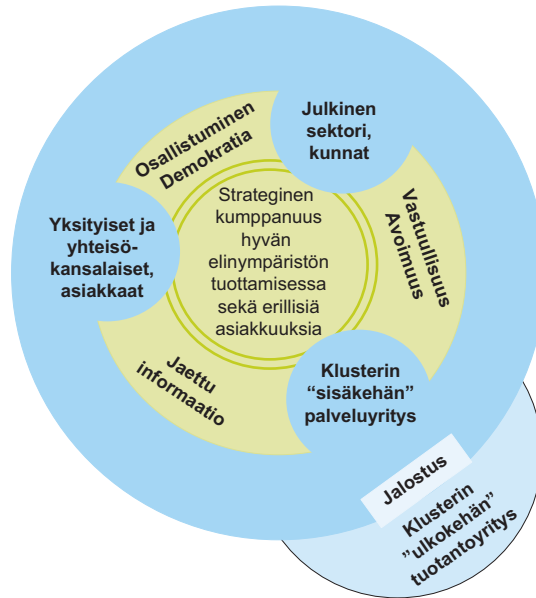 Osallistuminen
Demokratia
Julkinen
sektori,
kunnat
Yksityiset ja
yhteisö-
kansalaiset,
asiakkaat
Strateginen
kumppanuus
hyvän
elinympäristön
tuottamisessa
sekä erillisiä
asiakkuuksia
Vastuullisuus
Avoimuus
Jaettu
informaatio
Klusterin
“sisäkehän”
palveluyritys
Jalostus
Klusterin
”ulkokehän”
tuotantoyritys